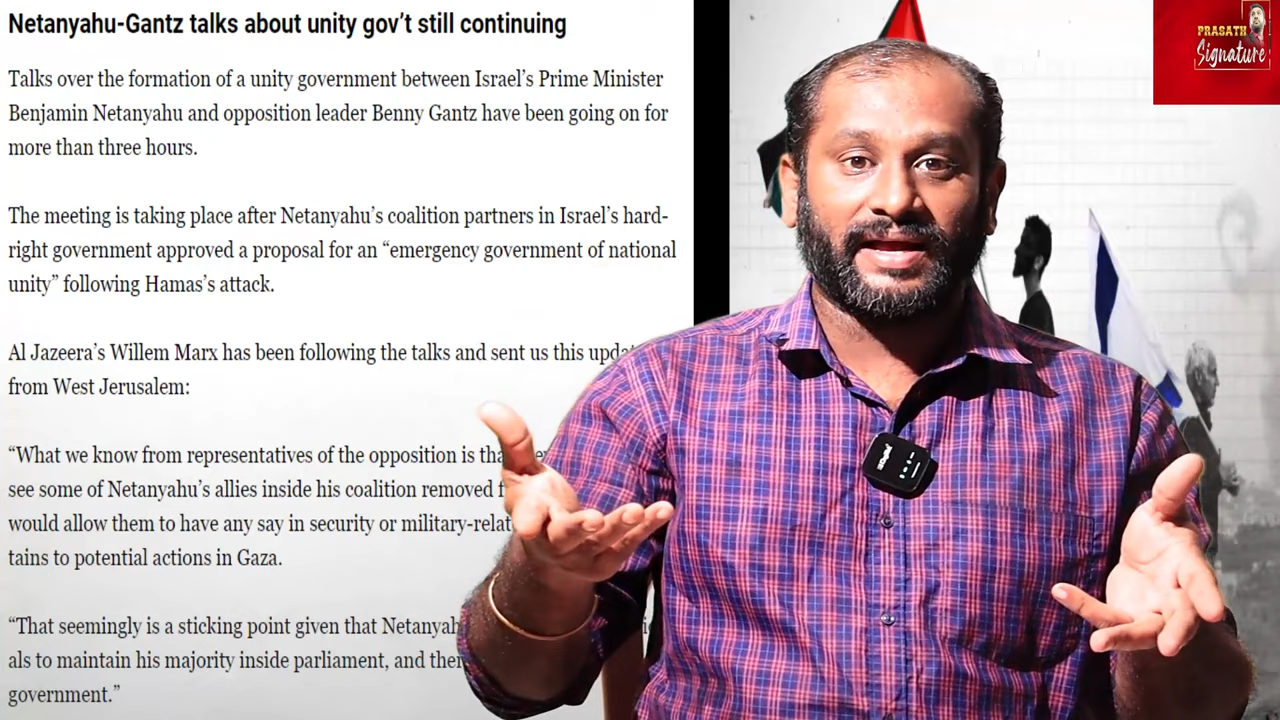 Netanyahu-Gantz talks about unity gov’t still continuing
Talks over the formation of a unity government between Israel’s Prime Minister
Benjamin Netanyahu and opposition leader Benny Gantz have been going on for
more than three hours.
The meeting is taking place after Netanyahu’s coalition partners in Israel’s hard-
right government approved a proposal for an “emergency government of national
unity” following Hamas’s attack.
Al Jazeera’s Willem Marx has been following the talks and sent us this
from West Jerusalem:
“What we know from representatives of the opposition is
see some of Netanyahu’s allies inside his coalition removed
would allow them to have any say in security or
tains to potential actions in Gaza.
“That seemingly is a sticking point given that
als to maintain his majority inside parliament, and
government.”
PRASATH
Signature